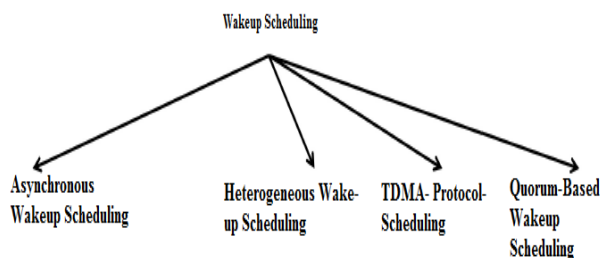 Wakeup Scheduling
Asynchronous
Wakeup Scheduling
Heterogeneous Wake-
up Scheduling
TDMA- Protocol-
Scheduling
Quorum-Based
Wakeup
Scheduling